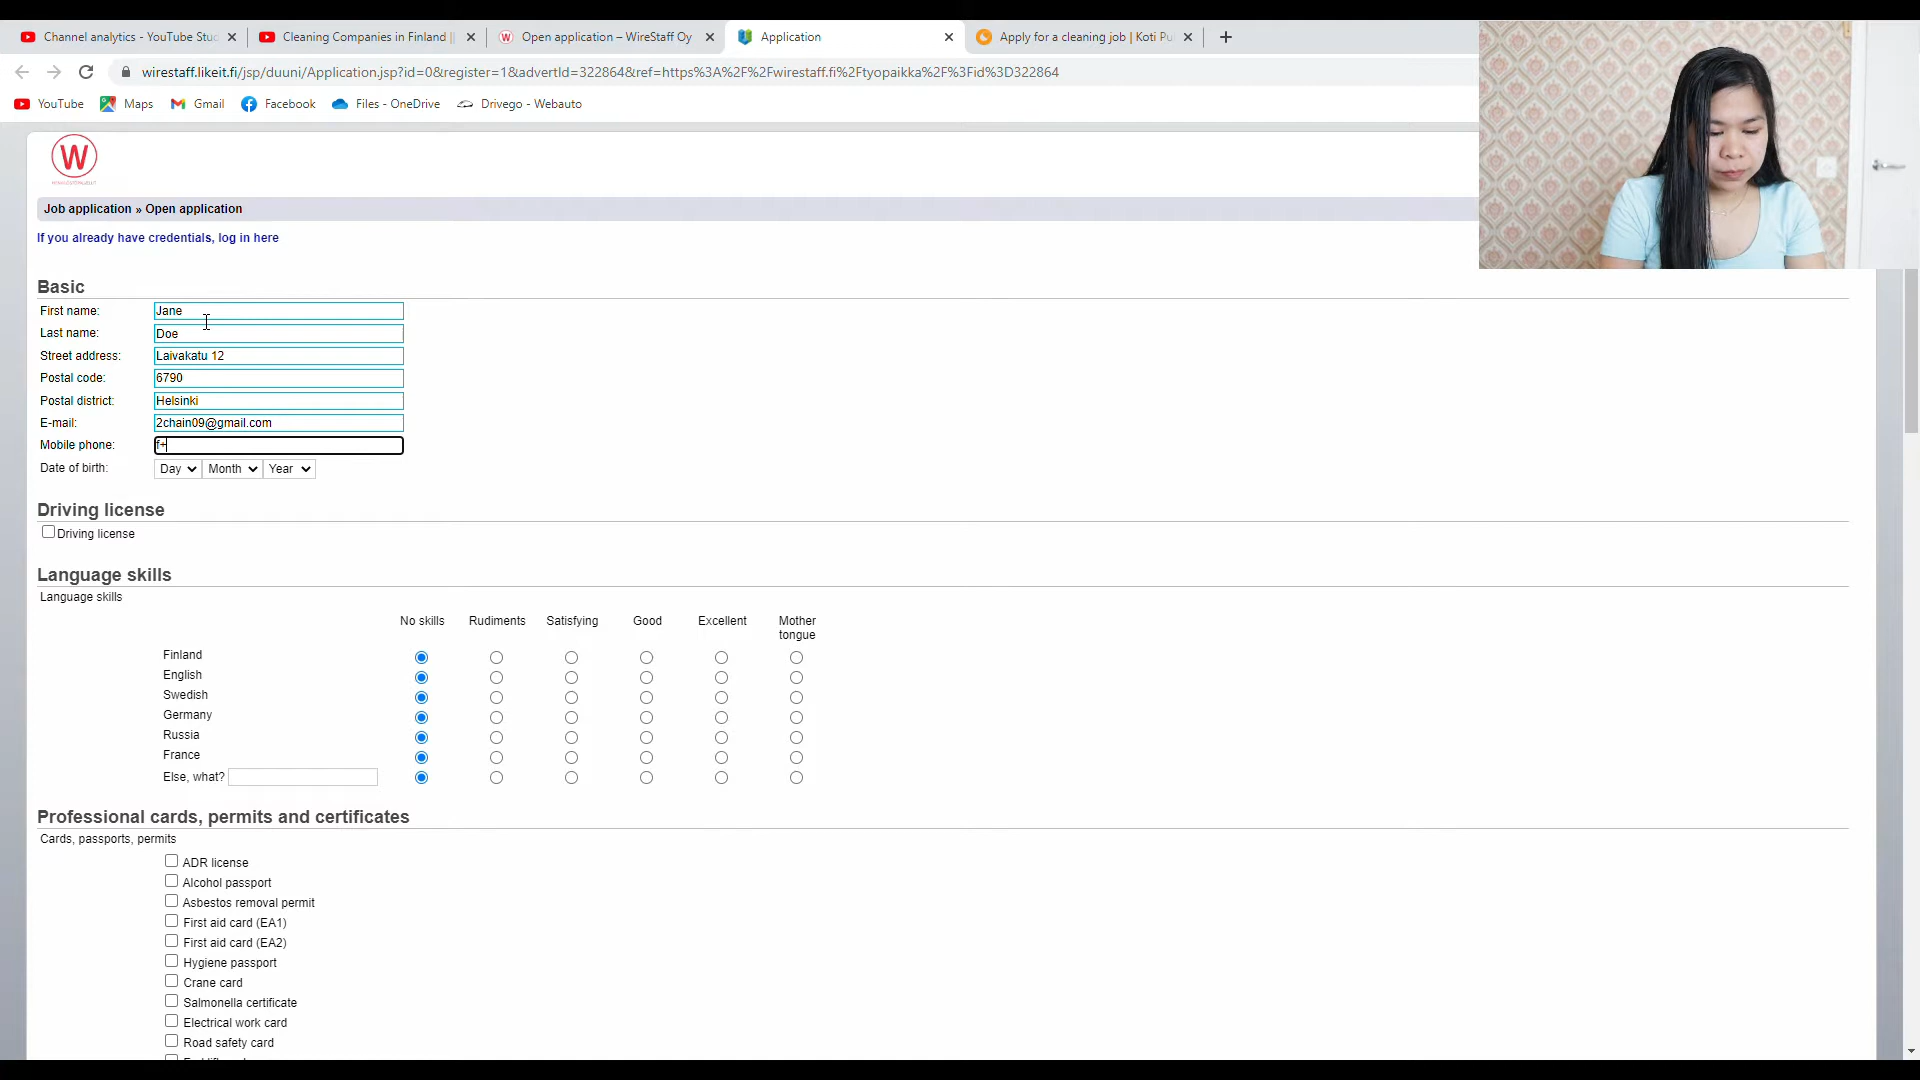 Channel analytics - YouTube Stu
Cleaning Companies in Finland ||
Open application – WireStaff Oy
Application
Apply for a cleaning job | Koti Pu
wirestaff.likeit.fi/jsp/duuni/Application.jsp?id=0&register=1&advertId=322864&ref=https%3A%2F%2Fwirestaff.fi%2Ftyopaikka%2F%3Fid%3D322864
YouTube Maps Gmail Facebook Files - OneDrive Drivego - Webauto
W
Job application » Open application
If you already have credentials, log in here
Basic
First name: Jane
Last name: Doe
Street address: Laivakatu 12
Postal code: 6790
Postal district: Helsinki
E-mail: 2chain09@gmail.com
Mobile phone: f+
Date of birth: Day Month Year
Driving license
Driving license
Language skills
Language skills
No skills Rudiments Satisfying Good Excellent Mother tongue
Finland
English
Swedish
Germany
Russia
France
Else, what?
Professional cards, permits and certificates
Cards, passports, permits
ADR license
Alcohol passport
Asbestos removal permit
First aid card (EA1)
First aid card (EA2)
Hygiene passport
Crane card
Salmonella certificate
Electrical work card
Road safety card